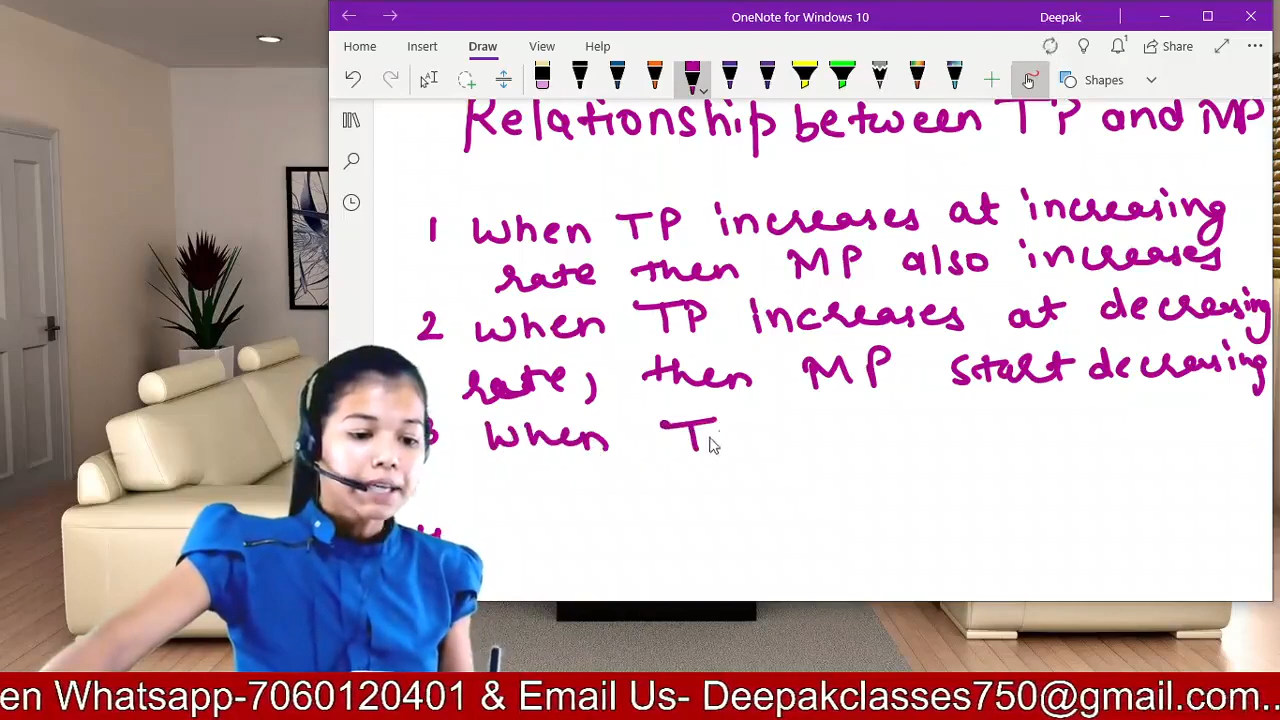 OneNote for Windows 10
Deepak
Home Insert Draw View Help
Share
Shapes
Relationship between TP and MP
1 When TP increases at increasing
rate then MP also increases
2 When TP increases at decreasing
rate, then MP start decreasing
When T
en Whatsapp-7060120401 & Email Us- Deepakclasses750@gmail.com..